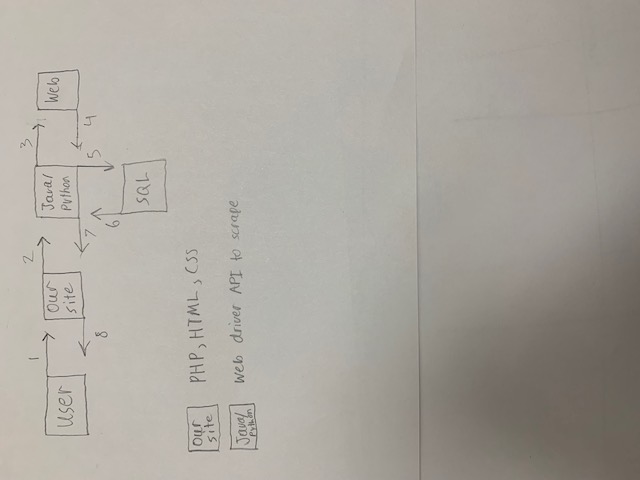 1
2
3
User
Our
site
Java/
Python
Web
8
7
4
5
6
SQL
Our
site
PHP, HTML, CSS
Java/
Python
Web driver API to scrape